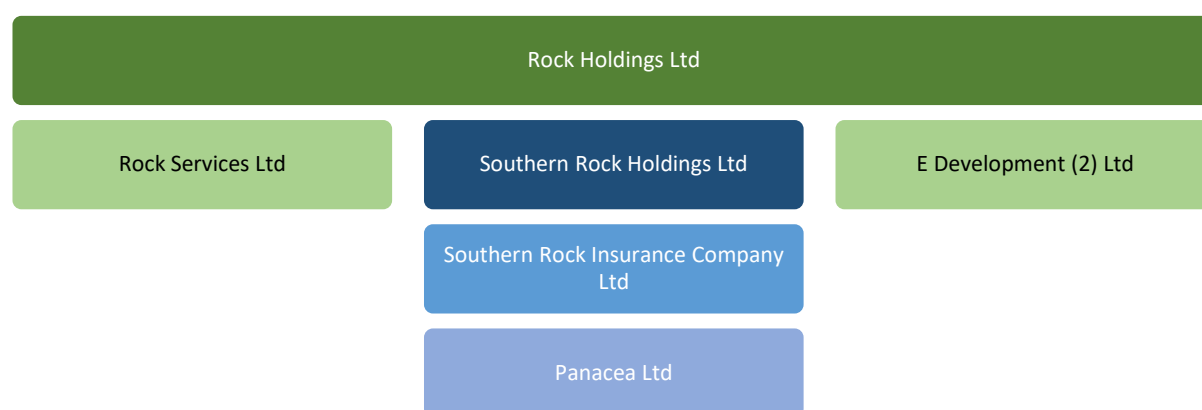 Rock Holdings Ltd
Rock Services Ltd
Southern Rock Holdings Ltd
E Development (2) Ltd
Southern Rock Insurance Company
Ltd
Panacea Ltd